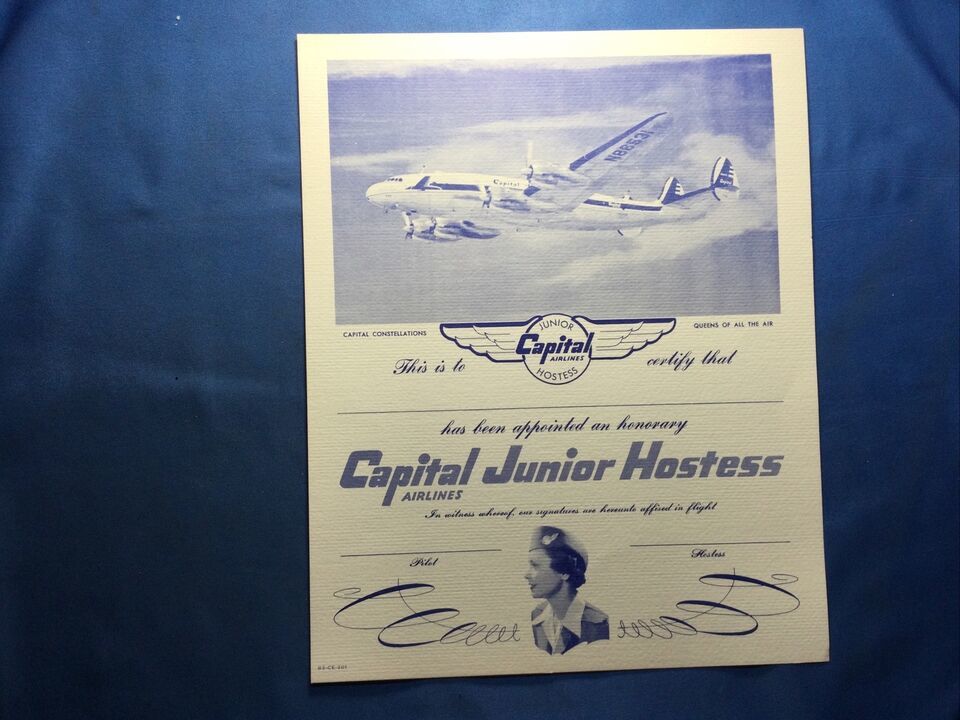 Capital
N88531
Capital
CAPITAL CONSTELLATIONS
QUEENS OF ALL THE AIR
JUNIOR
Capital
AIRLINES
HOSTESS
This is to certify that
has been appointed an honorary
Capital Junior Hostess
AIRLINES
In witness whereof, our signatures are hereunto affixed in flight
Pilot
Hostess